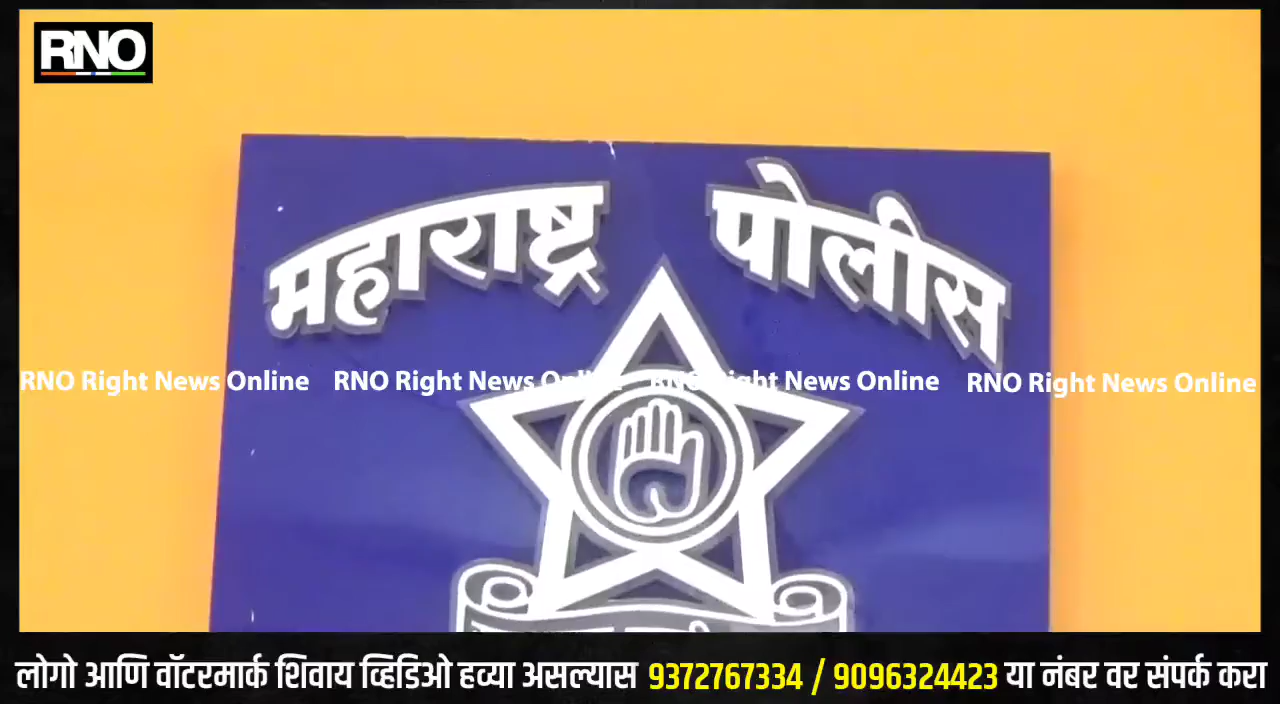 RNO
महाराष्ट्र पोलीस
RNO Right News Online RNO Right News Online RNO Right News Online RNO Right News Online
लोगो आणि वॉटरमार्क शिवाय व्हिडिओ हव्या असल्यास 9372767334 / 9096324423 या नंबर वर संपर्क करा